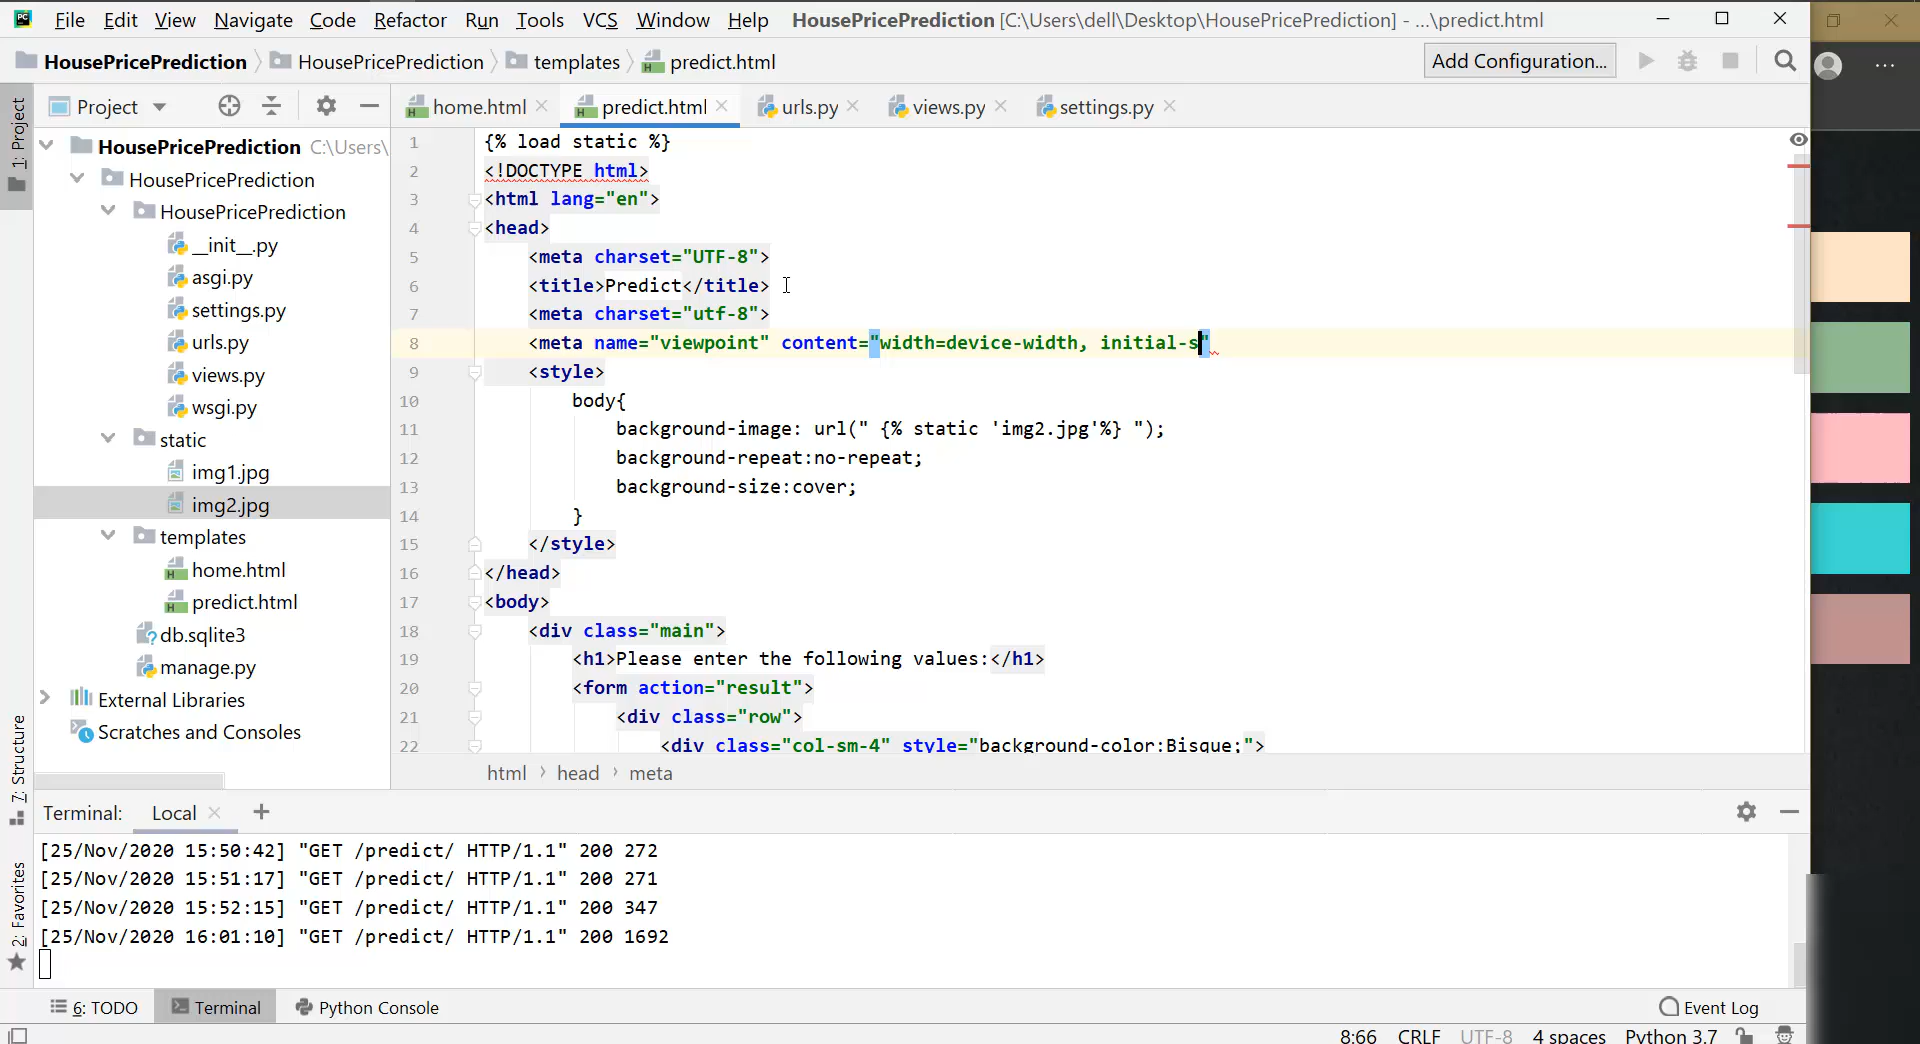 File Edit View Navigate Code Refactor Run Tools VCS Window Help HousePricePrediction [C:\Users\dell\Desktop\HousePricePrediction] - ...\predict.html
HousePricePrediction HousePricePrediction templates predict.html Add Configuration...
Project home.html predict.html urls.py views.py settings.py
1: Project
HousePricePrediction C:\Users\
HousePricePrediction
HousePricePrediction
__init__.py
asgi.py
settings.py
urls.py
views.py
wsgi.py
static
img1.jpg
img2.jpg
templates
home.html
predict.html
db.sqlite3
manage.py
External Libraries
Scratches and Consoles
7: Structure
2: Favorites
1 {% load static %}
2 <!DOCTYPE html>
3 <html lang="en">
4 <head>
5 <meta charset="UTF-8">
6 <title>Predict</title>
7 <meta charset="utf-8">
8 <meta name="viewpoint" content="width=device-width, initial-s"
9 <style>
10 body{
11 background-image: url(" {% static 'img2.jpg'%} ");
12 background-repeat:no-repeat;
13 background-size:cover;
14 }
15 </style>
16 </head>
17 <body>
18 <div class="main">
19 <h1>Please enter the following values:</h1>
20 <form action="result">
21 <div class="row">
22 <div class="col-sm-4" style="background-color:Bisque;">
html head meta
Terminal: Local
[25/Nov/2020 15:50:42] "GET /predict/ HTTP/1.1" 200 272
[25/Nov/2020 15:51:17] "GET /predict/ HTTP/1.1" 200 271
[25/Nov/2020 15:52:15] "GET /predict/ HTTP/1.1" 200 347
[25/Nov/2020 16:01:10] "GET /predict/ HTTP/1.1" 200 1692
6: TODO Terminal Python Console Event Log
8:66 CRLF UTF-8 4 spaces Python 3.7